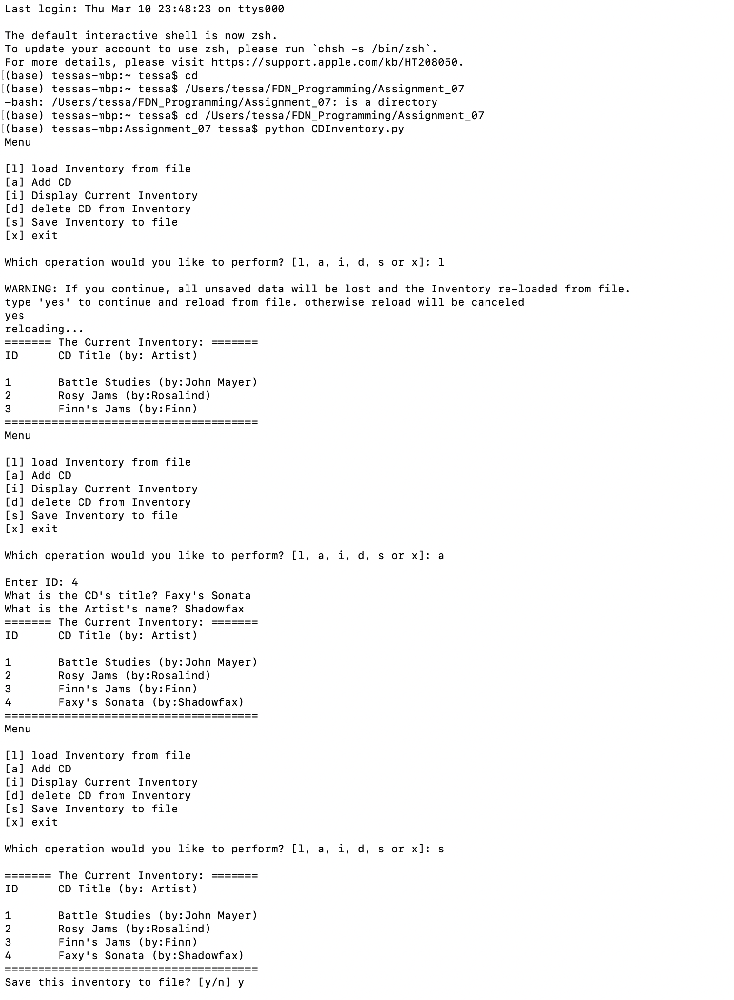 Last login: Thu Mar 10 23:48:23 on ttys000

The default interactive shell is now zsh.
To update your account to use zsh, please run `chsh -s /bin/zsh`.
For more details, please visit https://support.apple.com/kb/HT208050.
[(base) tessas-mbp:~ tessa$ cd
[(base) tessas-mbp:~ tessa$ /Users/tessa/FDN_Programming/Assignment_07
-bash: /Users/tessa/FDN_Programming/Assignment_07: is a directory
[(base) tessas-mbp:~ tessa$ cd /Users/tessa/FDN_Programming/Assignment_07
[(base) tessas-mbp:Assignment_07 tessa$ python CDInventory.py
Menu

[l] load Inventory from file
[a] Add CD
[i] Display Current Inventory
[d] delete CD from Inventory
[s] Save Inventory to file
[x] exit

Which operation would you like to perform? [l, a, i, d, s or x]: l

WARNING: If you continue, all unsaved data will be lost and the Inventory re-loaded from file.
type 'yes' to continue and reload from file. otherwise reload will be canceled
yes
reloading...
======= The Current Inventory: =======
ID      CD Title (by: Artist)

1       Battle Studies (by:John Mayer)
2       Rosy Jams (by:Rosalind)
3       Finn's Jams (by:Finn)
======================================
Menu

[l] load Inventory from file
[a] Add CD
[i] Display Current Inventory
[d] delete CD from Inventory
[s] Save Inventory to file
[x] exit

Which operation would you like to perform? [l, a, i, d, s or x]: a

Enter ID: 4
What is the CD's title? Faxy's Sonata
What is the Artist's name? Shadowfax
======= The Current Inventory: =======
ID      CD Title (by: Artist)

1       Battle Studies (by:John Mayer)
2       Rosy Jams (by:Rosalind)
3       Finn's Jams (by:Finn)
4       Faxy's Sonata (by:Shadowfax)
======================================
Menu

[l] load Inventory from file
[a] Add CD
[i] Display Current Inventory
[d] delete CD from Inventory
[s] Save Inventory to file
[x] exit

Which operation would you like to perform? [l, a, i, d, s or x]: s

======= The Current Inventory: =======
ID      CD Title (by: Artist)

1       Battle Studies (by:John Mayer)
2       Rosy Jams (by:Rosalind)
3       Finn's Jams (by:Finn)
4       Faxy's Sonata (by:Shadowfax)
======================================
Save this inventory to file? [y/n] y